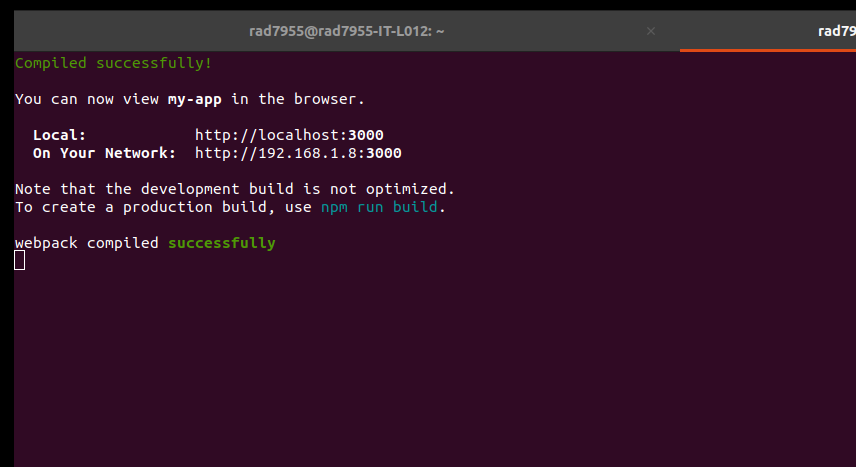 rad7955@rad7955-IT-L012: ~ × rad79
Compiled successfully!
You can now view my-app in the browser.
Local: http://localhost:3000
On Your Network: http://192.168.1.8:3000
Note that the development build is not optimized.
To create a production build, use npm run build.
webpack compiled successfully